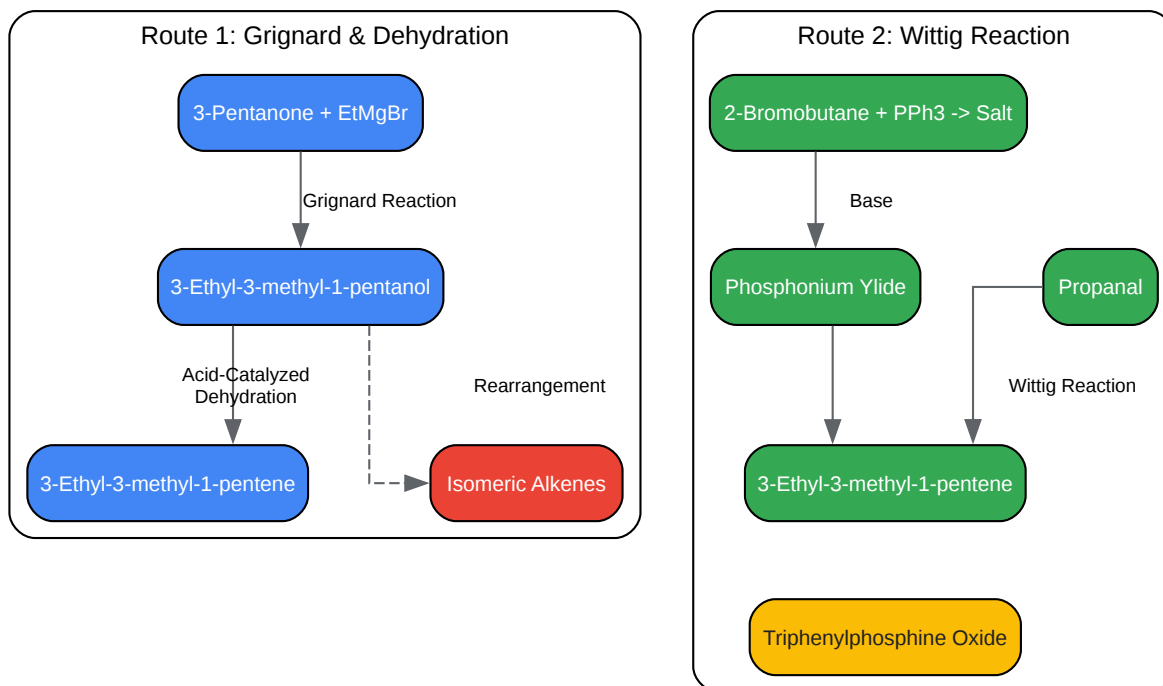 Route 1: Grignard & Dehydration
3-Pentanone + EtMgBr
Grignard Reaction
3-Ethyl-3-methyl-1-pentanol
Acid-Catalyzed
Dehydration
Rearrangement
3-Ethyl-3-methyl-1-pentene
Isomeric Alkenes
Route 2: Wittig Reaction
2-Bromobutane + PPh3 -> Salt
Base
Phosphonium Ylide
Propanal
Wittig Reaction
3-Ethyl-3-methyl-1-pentene
Triphenylphosphine Oxide